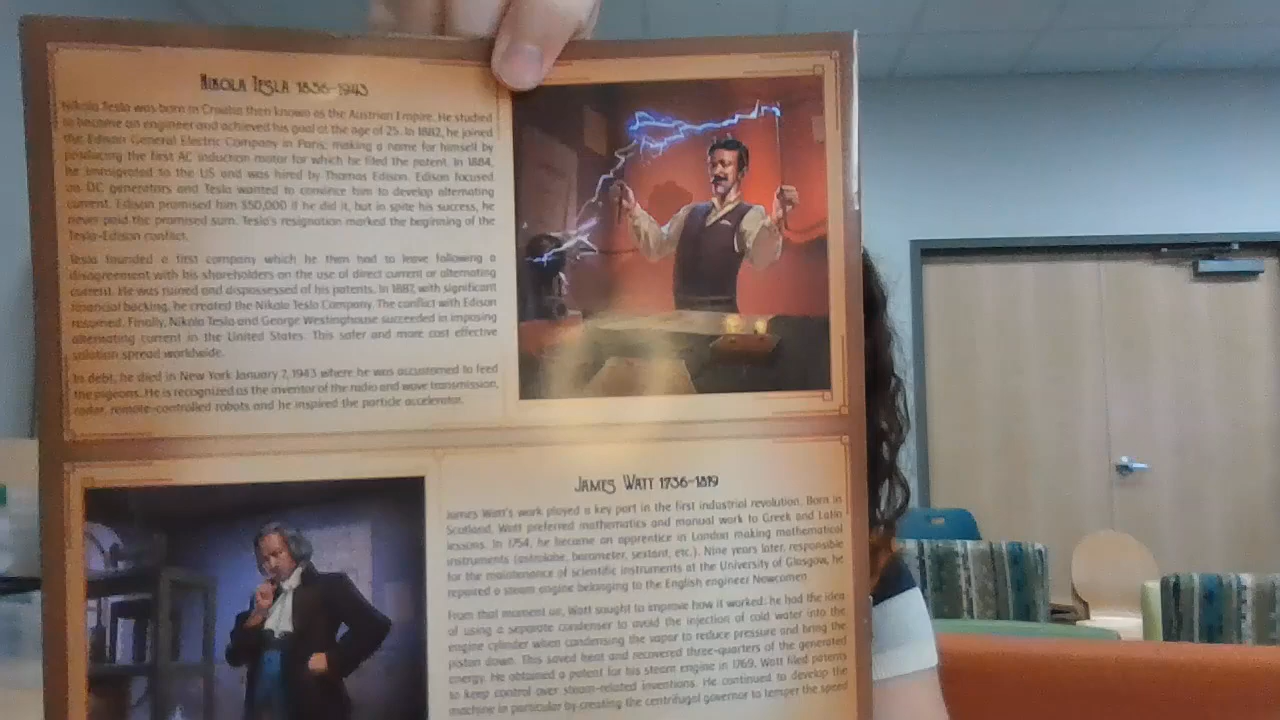 NIKOLA TESLA 1856-1943
Nikola Tesla was born in Croatia then known as the Austrian Empire. He studied
to become an engineer and achieved his goal at the age of 25. In 1882, he joined
the Edison General Electric Company in Paris, making a name for himself by
producing the first AC induction motor for which he filed the patent. In 1884,
he immigrated to the US and was hired by Thomas Edison. Edison focused
on DC generators and Tesla wanted to convince him to develop alternating
current. Edison promised him $50,000 if he did it, but in spite his success, he
never paid the promised sum. Tesla's resignation marked the beginning of the
Tesla-Edison conflict.
Tesla founded a first company which he then had to leave following a
disagreement with his shareholders on the use of direct current or alternating
current. He was ruined and dispossessed of his patents. In 1887, with significant
financial backing, he created the Nikola Tesla Company. The conflict with Edison
resumed. Finally, Nikola Tesla and George Westinghouse succeeded in imposing
alternating current in the United States. This safer and more cost effective
solution spread worldwide.
In debt, he died in New York January 7, 1943 where he was accustomed to feed
the pigeons. He is recognized as the inventor of the radio and wave transmission,
radar, remote-controlled robots and he inspired the particle accelerator.
JAMES WATT 1736-1819
James Watt's work played a key part in the first industrial revolution. Born in
Scotland, Watt preferred mathematics and manual work to Greek and Latin
lessons. In 1754, he became an apprentice in London making mathematical
instruments (astrolabe, barometer, sextant, etc.). Nine years later, responsible
for the maintenance of scientific instruments at the University of Glasgow, he
repaired a steam engine belonging to the English engineer Newcomen.
From that moment on, Watt sought to improve how it worked: he had the idea
of using a separate condenser to avoid the injection of cold water into the
engine cylinder when condensing the vapor to reduce pressure and bring the
piston down. This saved heat and recovered three-quarters of the generated
energy. He obtained a patent for his steam engine in 1769. Watt filed patents
to keep control over steam-related inventions. He continued to develop the
machine in particular by creating the centrifugal governor to temper the speed